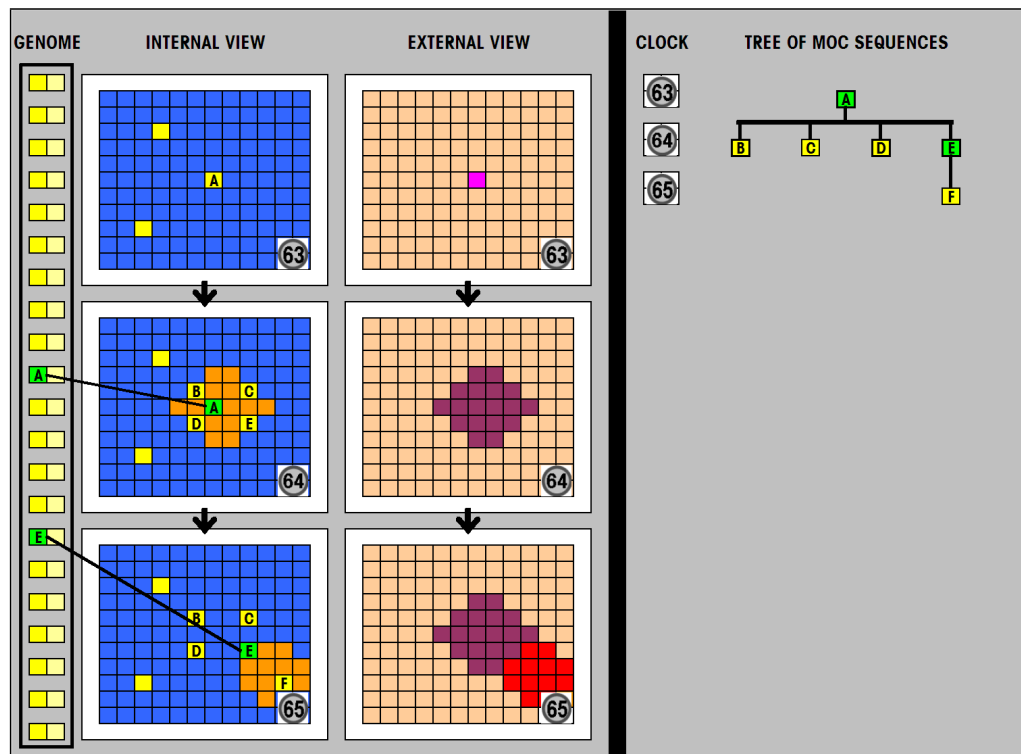 GENOME INTERNAL VIEW EXTERNAL VIEW CLOCK TREE OF MOC SEQUENCES
A
63
63
63
A
B C D E
64
65
F
A
B C
A
D E
64
64
E
B C
D E
F
65
65